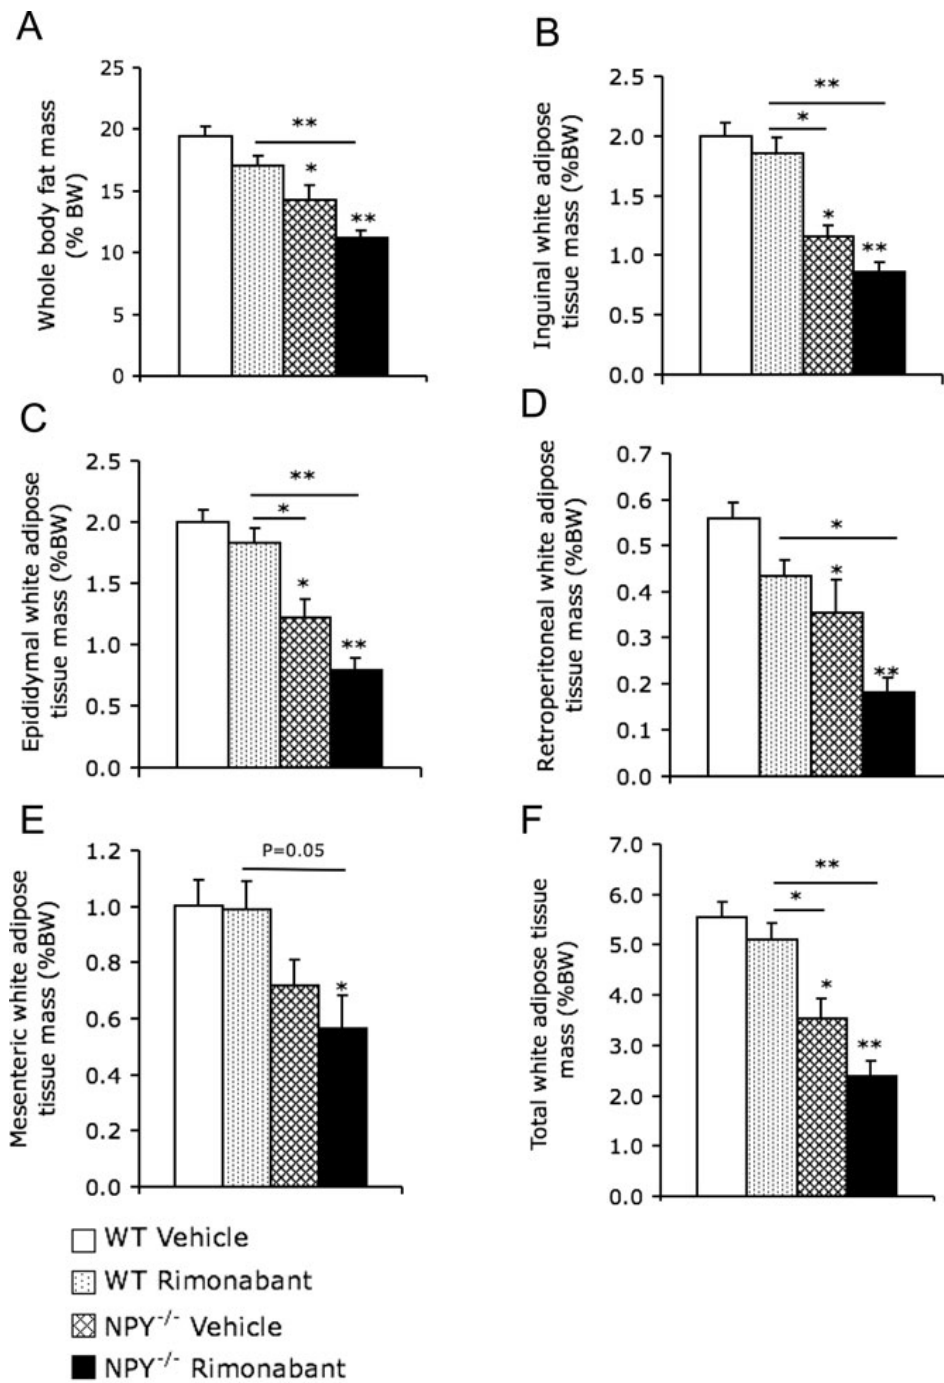 A
Whole body fat mass
(% BW)
25
20
15
10
5
0
**
*
**
B
Inguinal white adipose
tissue mass (%BW)
2.5
2.0
1.5
1.0
0.5
0.0
**
*
*
**
C
Epididymal white adipose
tissue mass (%BW)
2.5
2.0
1.5
1.0
0.5
0.0
**
*
*
**
D
Retroperitoneal white adipose
tissue mass (%BW)
0.7
0.6
0.5
0.4
0.3
0.2
0.1
0.0
*
*
**
E
Mesenteric white adipose
tissue mass (%BW)
1.2
1.0
0.8
0.6
0.4
0.2
0.0
P=0.05
*
F
Total white adipose tissue
mass (%BW)
7.0
6.0
5.0
4.0
3.0
2.0
1.0
0.0
**
*
*
**
WT Vehicle
WT Rimonabant
NPY⁻/⁻ Vehicle
NPY⁻/⁻ Rimonabant